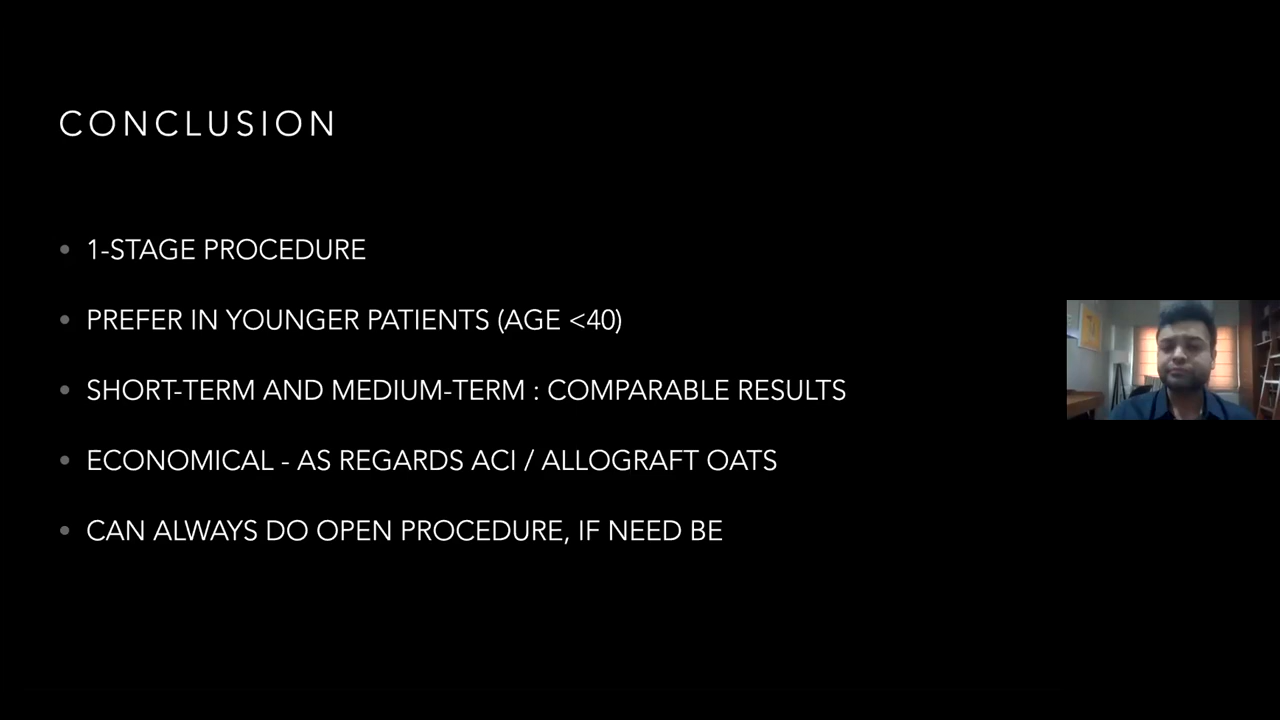 CONCLUSION
1-STAGE PROCEDURE
PREFER IN YOUNGER PATIENTS (AGE <40)
SHORT-TERM AND MEDIUM-TERM : COMPARABLE RESULTS
ECONOMICAL - AS REGARDS ACI / ALLOGRAFT OATS
CAN ALWAYS DO OPEN PROCEDURE, IF NEED BE